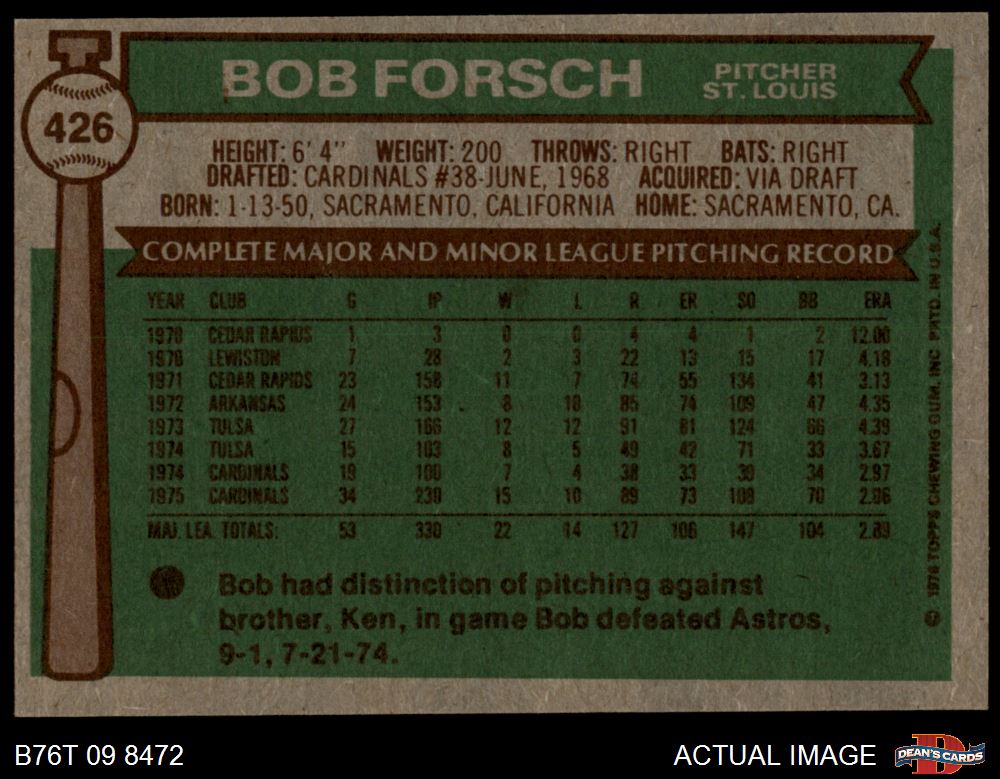 T
426
BOB FORSCH
PITCHER
ST. LOUIS
HEIGHT: 6' 4" WEIGHT: 200 THROWS: RIGHT BATS: RIGHT
DRAFTED: CARDINALS #38-JUNE, 1968 ACQUIRED: VIA DRAFT
BORN: 1-13-50, SACRAMENTO, CALIFORNIA HOME: SACRAMENTO, CA.
COMPLETE MAJOR AND MINOR LEAGUE PITCHING RECORD
YEAR CLUB G IP W L R ER SO BB ERA
1970 CEDAR RAPIDS 1 3 0 0 4 4 1 2 12.00
1970 LEWISTON 7 28 2 3 22 13 15 17 4.18
1971 CEDAR RAPIDS 23 158 11 7 74 55 134 41 3.13
1972 ARKANSAS 24 153 8 10 85 74 109 47 4.35
1973 TULSA 27 166 12 12 91 81 124 66 4.39
1974 TULSA 15 103 8 5 49 42 71 33 3.67
1974 CARDINALS 19 100 7 4 38 33 39 34 2.97
1975 CARDINALS 34 230 15 10 89 73 108 70 2.86
MAJ. LEA. TOTALS: 53 330 22 14 127 106 147 104 2.89
Bob had distinction of pitching against
brother, Ken, in game Bob defeated Astros,
9-1, 7-21-74.
© 1976 TOPPS CHEWING GUM, INC PRTD. IN U.S.A.
B76T 09 8472
ACTUAL IMAGE
DEAN'S CARDS